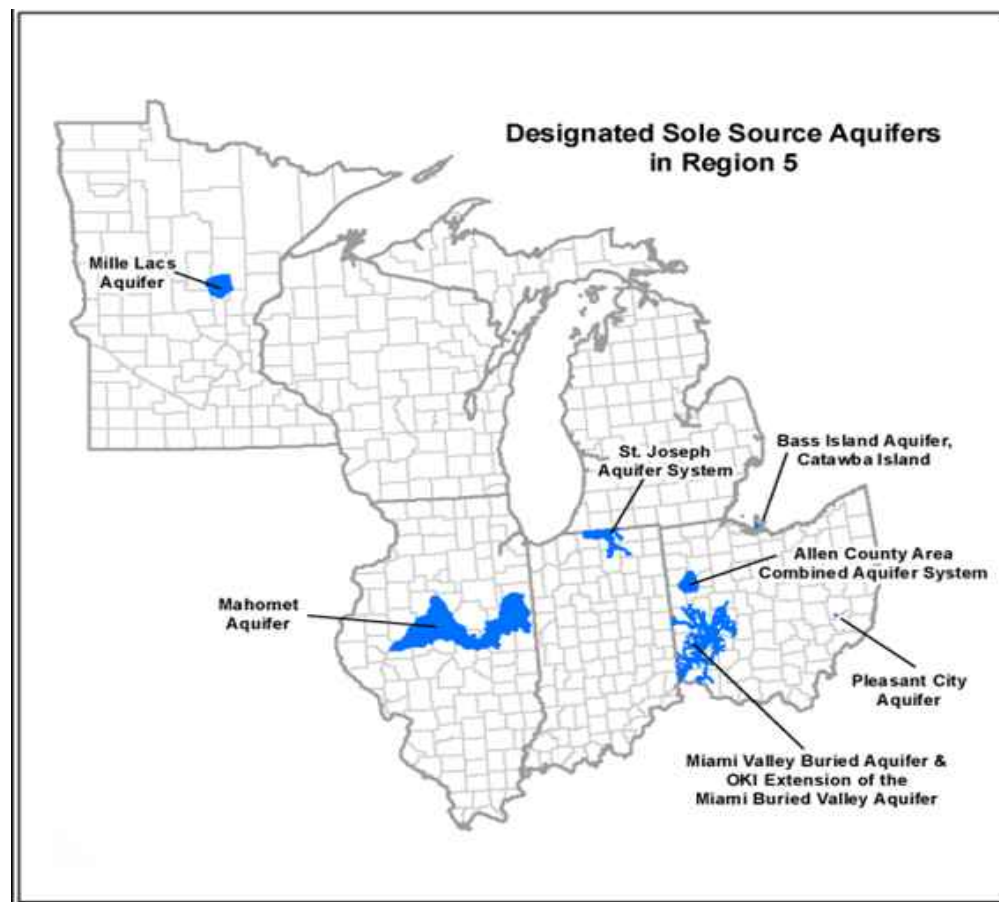 Designated Sole Source Aquifers
in Region 5
Mille Lacs
Aquifer
St. Joseph
Aquifer System
Bass Island Aquifer,
Catawba Island
Allen County Area
Combined Aquifer System
Mahomet
Aquifer
Pleasant City
Aquifer
Miami Valley Buried Aquifer &
OKI Extension of the
Miami Buried Valley Aquifer